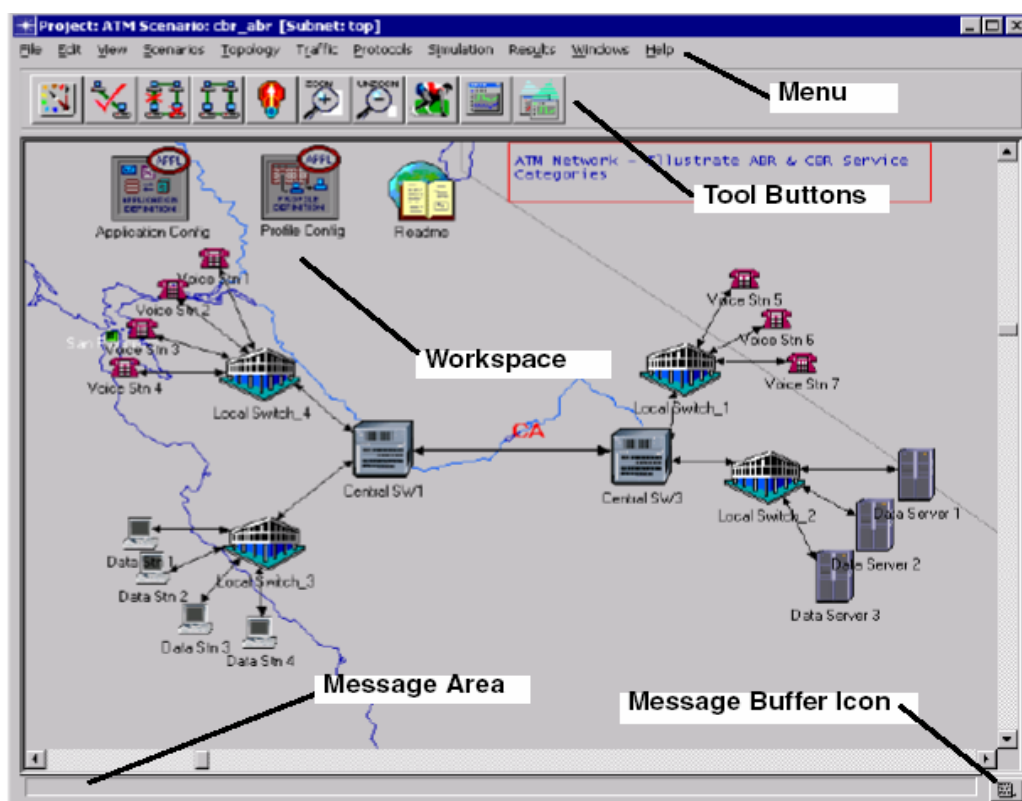 Project: ATM Scenario: cbr_abr [Subnet: top]
File Edit View Scenarios Topology Traffic Protocols Simulation Results Windows Help
Menu
ZOOM
UNZOOM
Tool Buttons
APPL
APPLICATION DEFINITION
Application Config
APPL
PROFILE DEFINITION
Profile Config
Readme
ATM Network - Illustrate ABR & CBR Service
Categories
Voice Stn 1
Voice Stn 2
Voice Stn 3
Voice Stn 4
Local Switch_4
Workspace
Voice Stn 5
Voice Stn 6
Voice Stn 7
Local Switch_1
CA
Central SW1
Central SW3
Local Switch_2
Data Server 1
Data Server 2
Data Server 3
Data Stn 1
Data Stn 2
Data Stn 3
Data Stn 4
Local Switch_3
Message Area
Message Buffer Icon